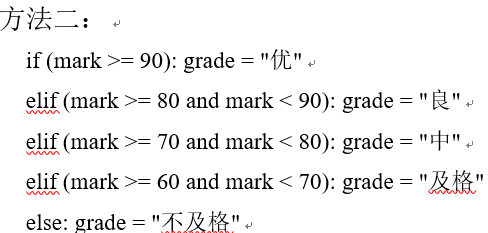 方法二：
if (mark >= 90): grade = "优"
elif (mark >= 80 and mark < 90): grade = "良"
elif (mark >= 70 and mark < 80): grade = "中"
elif (mark >= 60 and mark < 70): grade = "及格"
else: grade = "不及格"